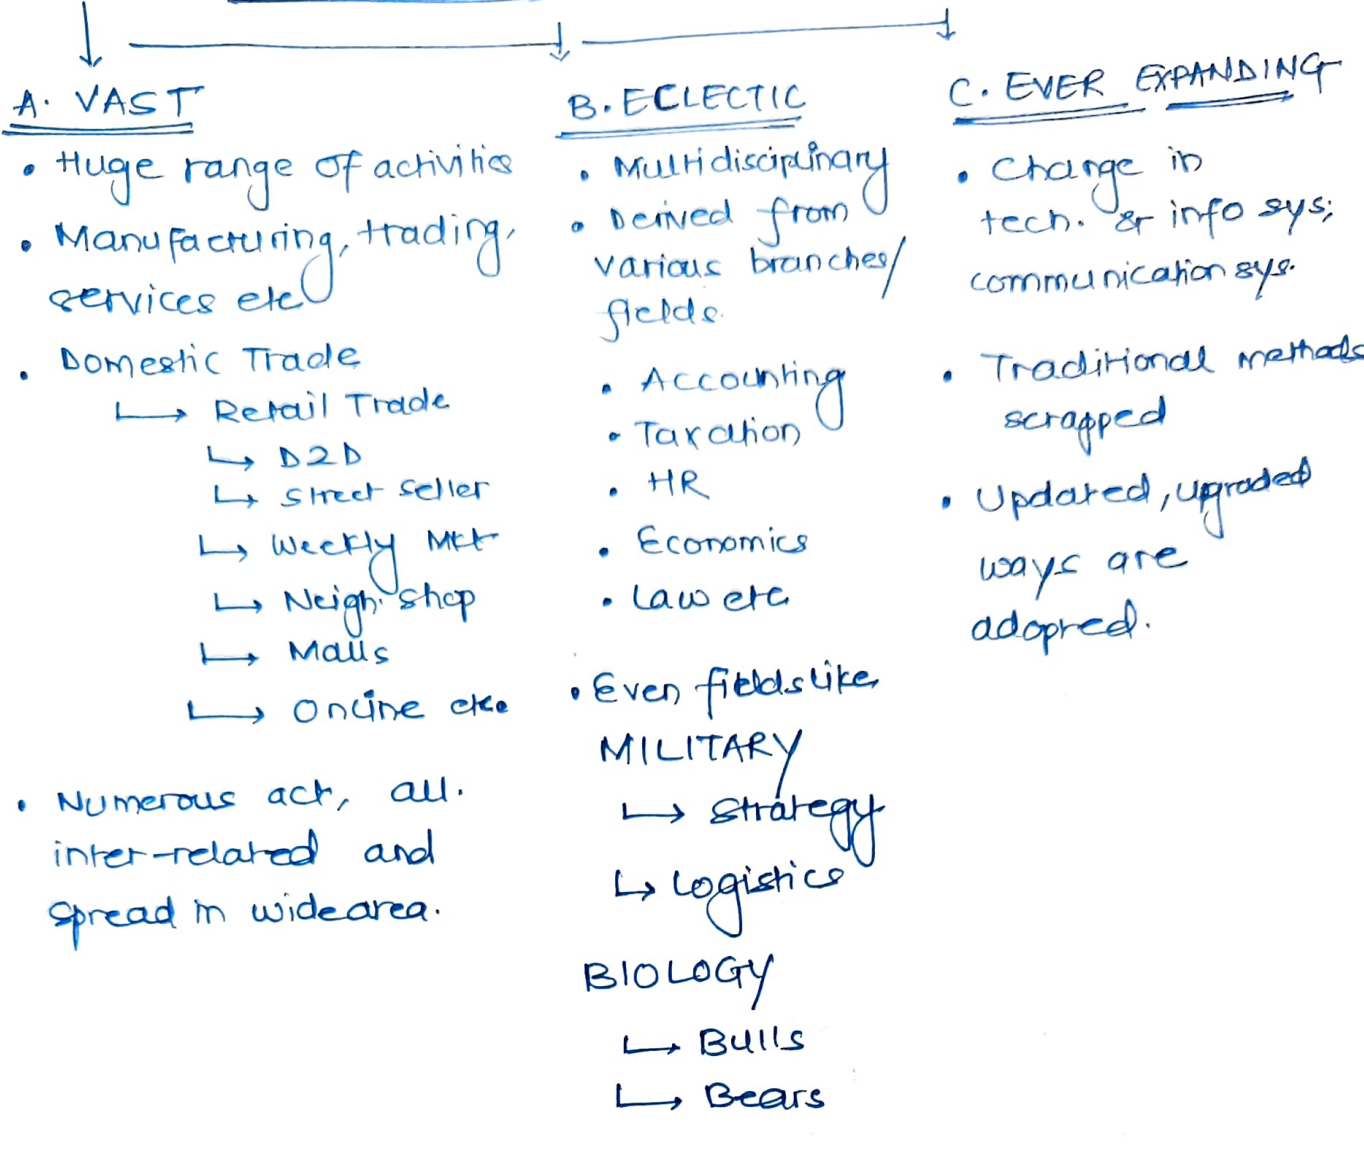 A. VAST
• Huge range of activities
• Manufacturing, trading,
services etc
• Domestic Trade
↳ Retail Trade
↳ D2D
↳ Street Seller
↳ Weekly Mkt
↳ Neigh. Shop
↳ Malls
↳ Online etc.
• Numerous act, all.
inter-related and
spread in wide area.
B. ECLECTIC
• Multidisciplinary
• Derived from
various branches/
fields.
• Accounting
• Taxation
• HR
• Economics
• Law etc
• Even fields like
MILITARY
↳ Strategy
↳ Logistics
BIOLOGY
↳ Bulls
↳ Bears
C. EVER EXPANDING
• Change in
tech. & info sys;
communication sys.
• Traditional methods
scrapped
• Updated, upgraded
ways are
adopted.